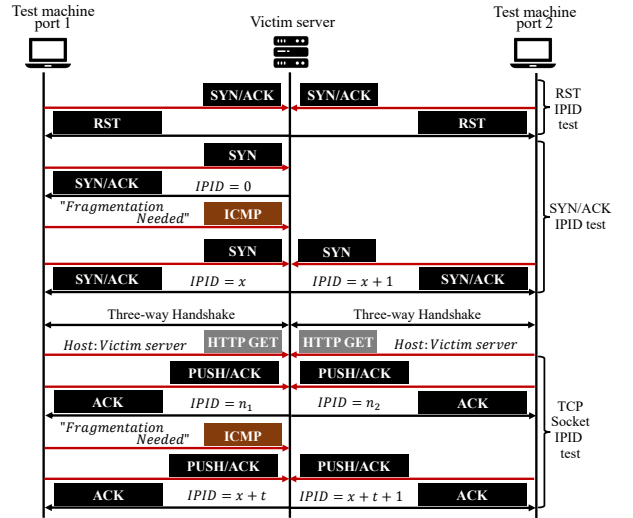 Test machine
port 1
Victim server
Test machine
port 2
SYN/ACK
SYN/ACK
RST
RST
RST
IPID
test
SYN
SYN/ACK
IPID = 0
"Fragmentation
Needed"
ICMP
SYN
SYN
SYN/ACK
IPID = x
IPID = x + 1
SYN/ACK
SYN/ACK
IPID test
Three-way Handshake
Three-way Handshake
Host: Victim server
HTTP GET
HTTP GET
Host: Victim server
PUSH/ACK
PUSH/ACK
ACK
IPID = n₁
IPID = n₂
ACK
"Fragmentation
Needed"
ICMP
PUSH/ACK
PUSH/ACK
ACK
IPID = x + t
IPID = x + t + 1
ACK
TCP
Socket
IPID
test